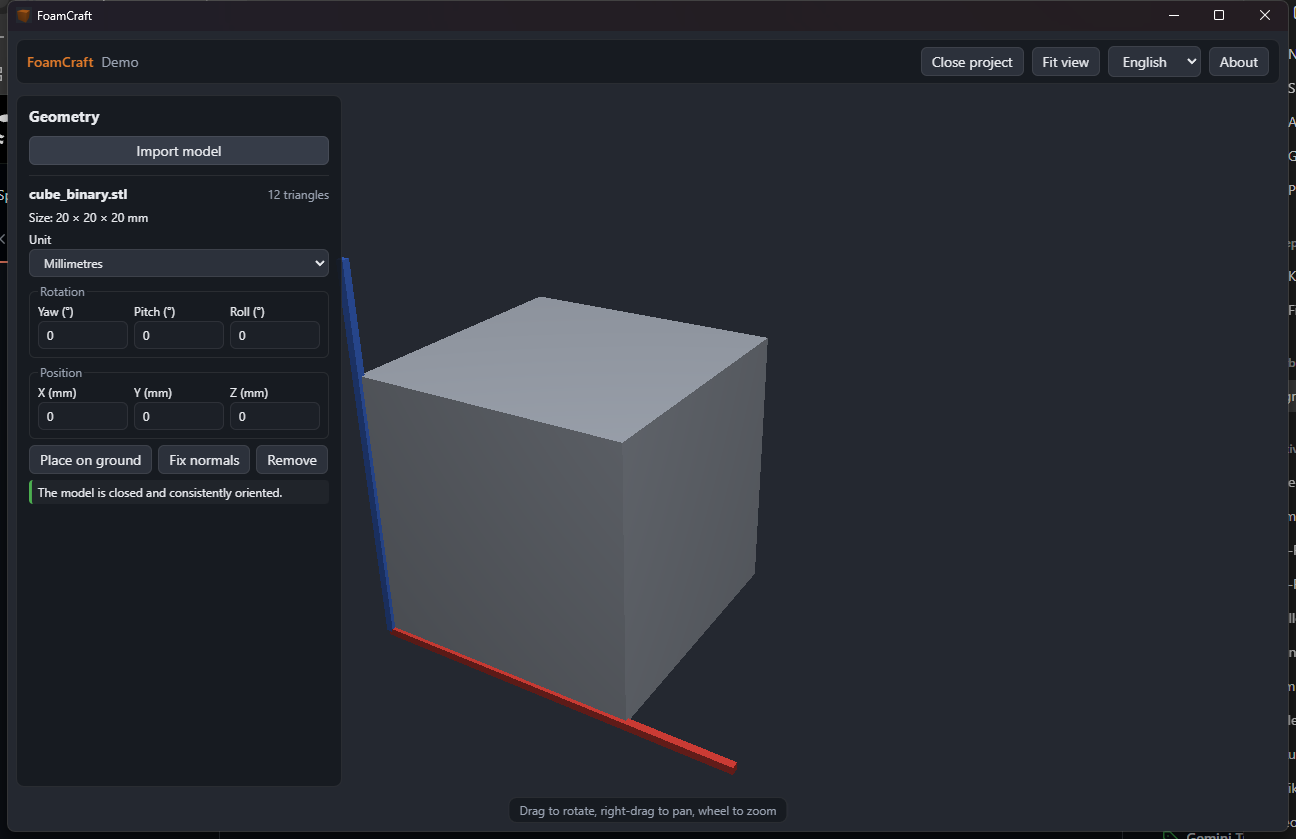 FoamCraft
FoamCraft Demo
Close project
Fit view
English
About
Geometry
Import model
cube_binary.stl 12 triangles
Size: 20 × 20 × 20 mm
Unit
Millimetres
Rotation
Yaw (°) Pitch (°) Roll (°)
0 0 0
Position
X (mm) Y (mm) Z (mm)
0 0 0
Place on ground Fix normals Remove
The model is closed and consistently oriented.
Drag to rotate, right-drag to pan, wheel to zoom